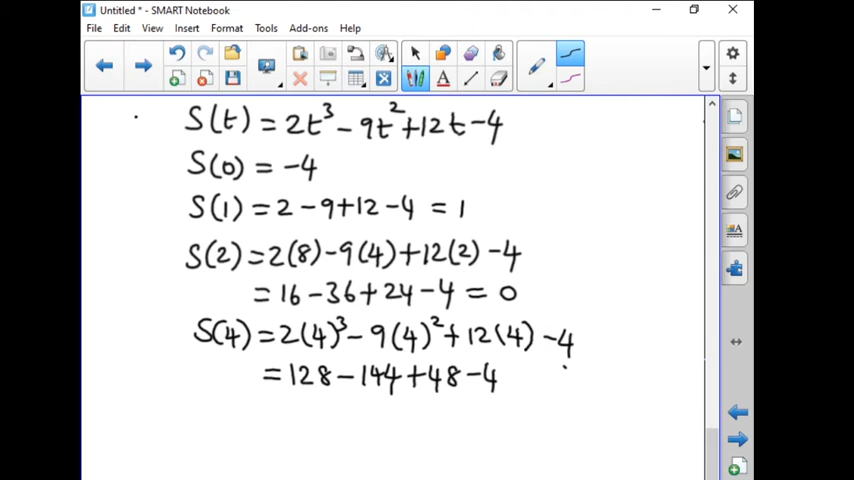 Untitled * - SMART Notebook
File Edit View Insert Format Tools Add-ons Help
S(t) = 2t³ - 9t² + 12t - 4
S(0) = -4
S(1) = 2 - 9 + 12 - 4 = 1
S(2) = 2(8) - 9(4) + 12(2) - 4
= 16 - 36 + 24 - 4 = 0
S(4) = 2(4)³ - 9(4)² + 12(4) - 4
= 128 - 144 + 48 - 4